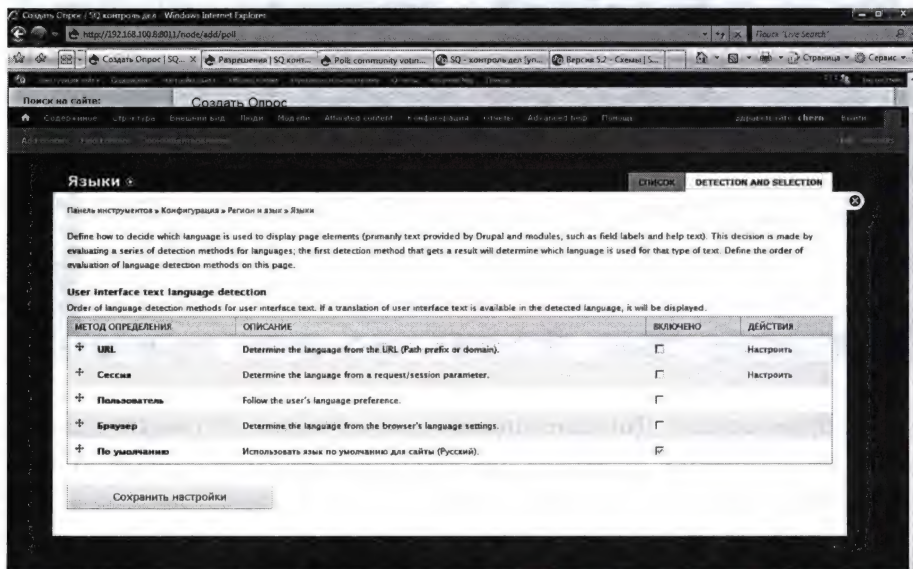 Создать Опрос | SQ контроль дел - Windows Internet Explorer
http://192.168.100.8:8011/node/add/poll
Поиск "Live Search"
Создать Опрос | SQ ...
Разрешения | SQ конт...
Polls: community votin...
SQ - контроль дел [уп...
Версия 5.2 - Схемы | S...
Страница
Сервис
Поиск на сайте:
Создать Опрос
Содержимое Структура Внешний вид Люди Модули Attached content Конфигурация Отчеты Advanced help Помощь
chern
Выйти
Языки
СПИСОК
DETECTION AND SELECTION
Панель инструментов » Конфигурация » Регион и язык » Языки
Define how to decide which language is used to display page elements (primarily text provided by Drupal and modules, such as field labels and help text). This decision is made by
evaluating a series of detection methods for languages; the first detection method that gets a result will determine which language is used for that type of text. Define the order of
evaluation of language detection methods on this page.
User interface text language detection
Order of language detection methods for user interface text. If a translation of user interface text is available in the detected language, it will be displayed.
МЕТОД ОПРЕДЕЛЕНИЯ ОПИСАНИЕ ВКЛЮЧЕНО ДЕЙСТВИЯ
URL Determine the language from the URL (Path prefix or domain). Настроить
Сессия Determine the language from a request/session parameter. Настроить
Пользователь Follow the user's language preference.
Браузер Determine the language from the browser's language settings.
По умолчанию Использовать язык по умолчанию для сайты (Русский).
Сохранить настройки